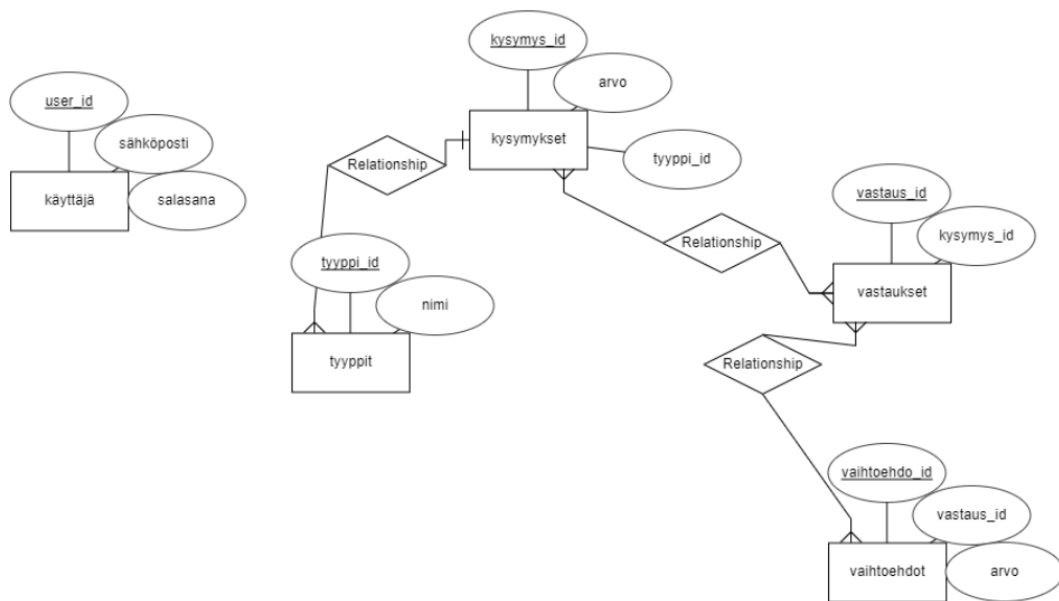 kysymys_id
arvo
kysymykset
tyyppi_id
user_id
sähköposti
käyttäjä
salasana
Relationship
tyyppi_id
nimi
tyyppit
Relationship
vastaus_id
kysymys_id
vastaukset
Relationship
vaihtoehdo_id
vastaus_id
vaihtoehdot
arvo